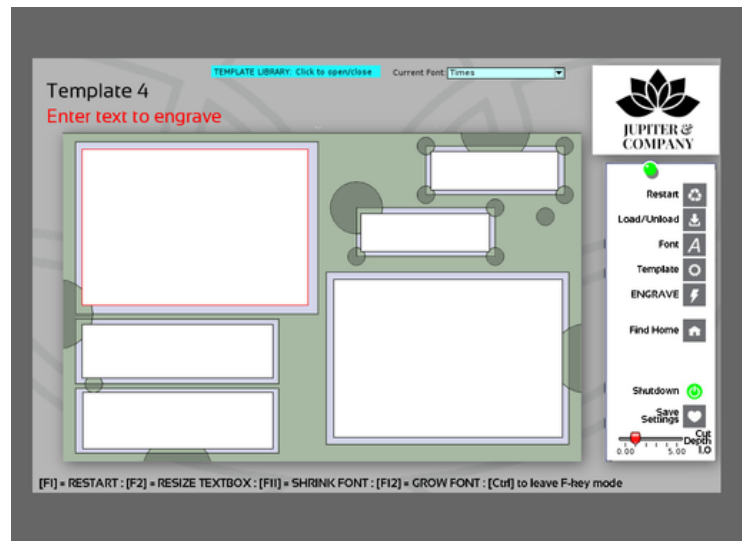 TEMPLATE LIBRARY: Click to open/close
Current Font: Times
Template 4
Enter text to engrave
JUPITER &
COMPANY
Restart
Load/Unload
Font
A
Template
ENGRAVE
Find Home
Shutdown
Save
Settings
Cut
Depth
0.00 5.00 1.0
[F1] = RESTART : [F2] = RESIZE TEXTBOX : [F11] = SHRINK FONT : [F12] = GROW FONT : [Ctrl] to leave F-key mode